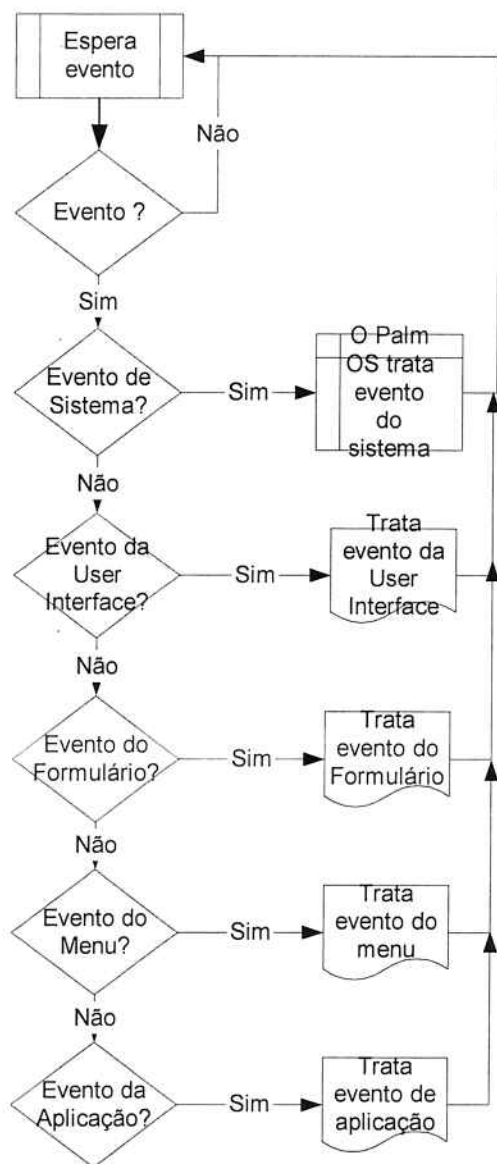 Espera
evento
Não
Evento ?
Sim
Evento de
Sistema?
Sim
O Palm
OS trata
evento
do
sistema
Não
Evento da
User
Interface?
Sim
Trata
evento da
User
Interface
Não
Evento do
Formulário?
Sim
Trata
evento do
Formulário
Não
Evento do
Menu?
Sim
Trata
evento do
menu
Não
Evento da
Aplicação?
Sim
Trata
evento de
aplicação